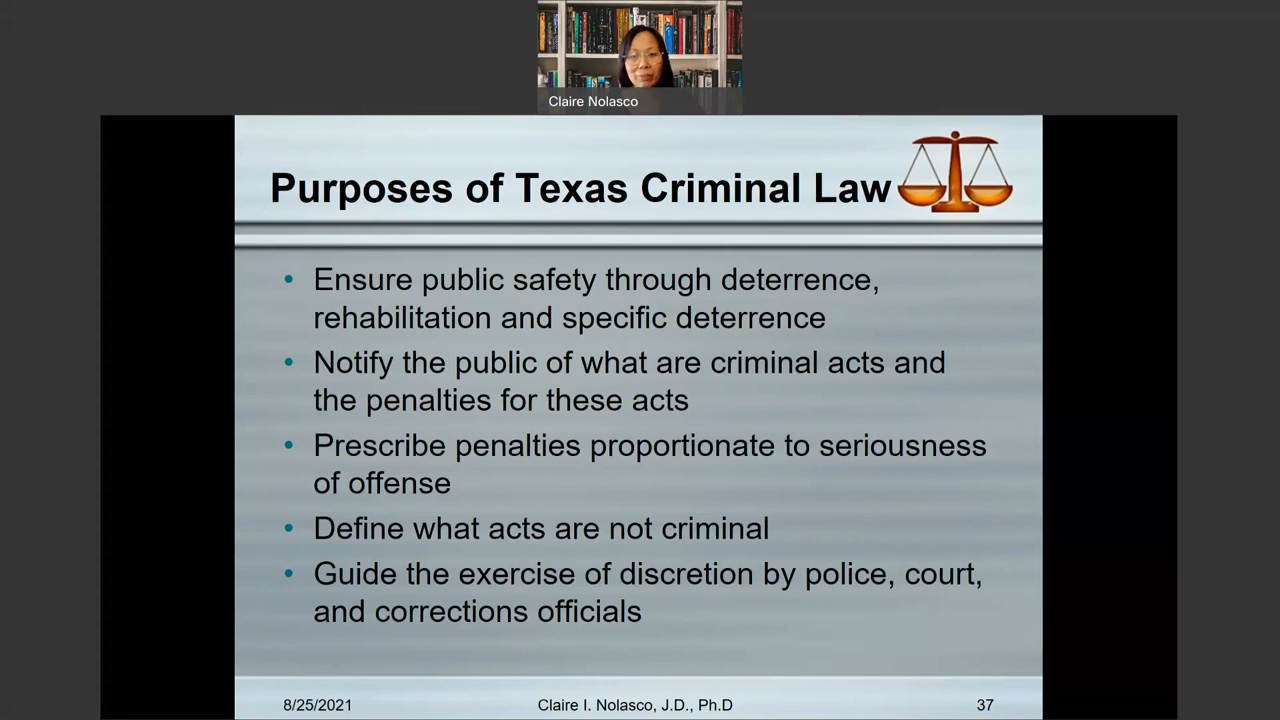 Claire Nolasco
Purposes of Texas Criminal Law
• Ensure public safety through deterrence,
rehabilitation and specific deterrence
• Notify the public of what are criminal acts and
the penalties for these acts
• Prescribe penalties proportionate to seriousness
of offense
• Define what acts are not criminal
• Guide the exercise of discretion by police, court,
and corrections officials
8/25/2021
Claire I. Nolasco, J.D., Ph.D
37